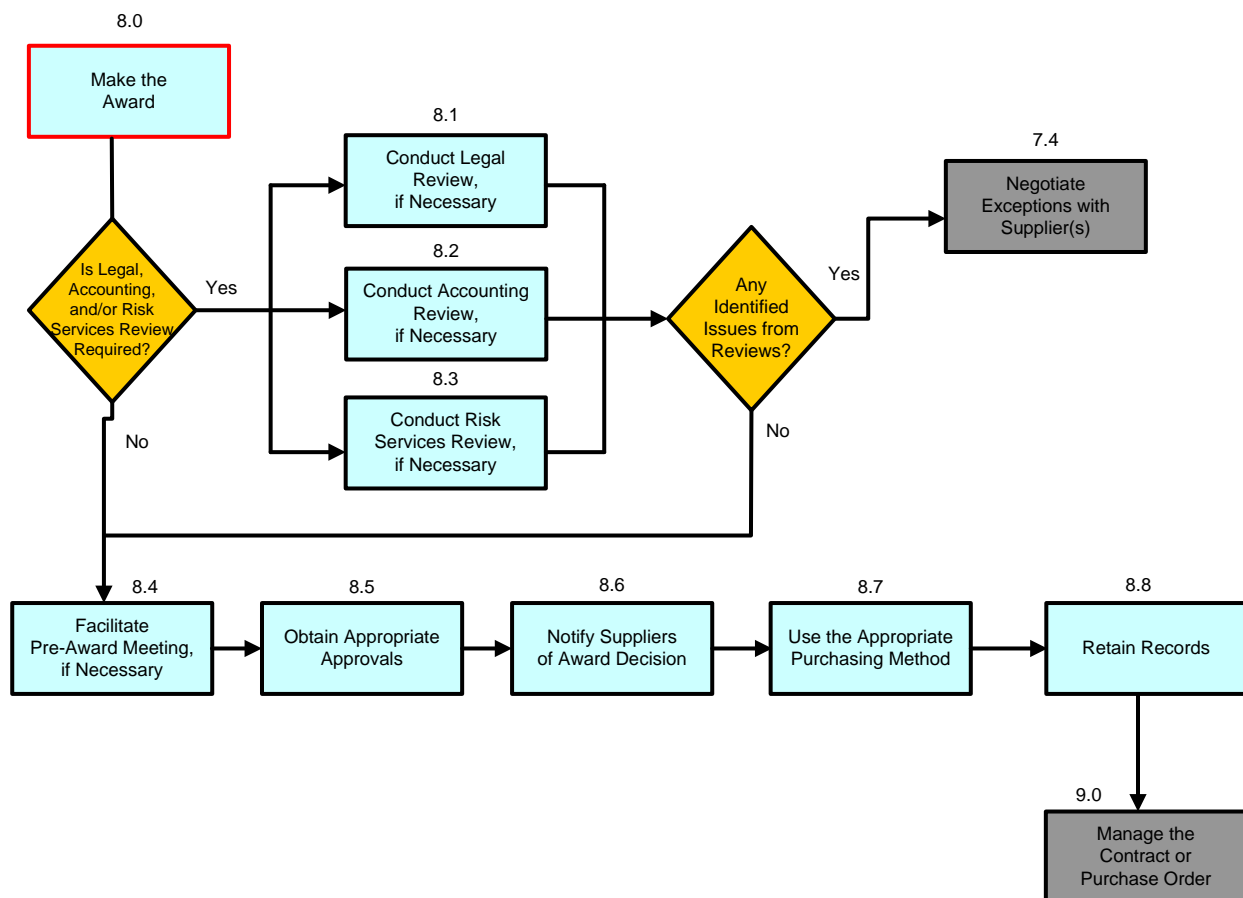 8.0
Make the
Award
Is Legal,
Accounting,
and/or Risk
Services Review
Required?
Yes
No
8.1
Conduct Legal
Review,
if Necessary
8.2
Conduct Accounting
Review,
if Necessary
8.3
Conduct Risk
Services Review,
if Necessary
Any
Identified
Issues from
Reviews?
Yes
No
7.4
Negotiate
Exceptions with
Supplier(s)
8.4
Facilitate
Pre-Award Meeting,
if Necessary
8.5
Obtain Appropriate
Approvals
8.6
Notify Suppliers
of Award Decision
8.7
Use the Appropriate
Purchasing Method
8.8
Retain Records
9.0
Manage the
Contract or
Purchase Order